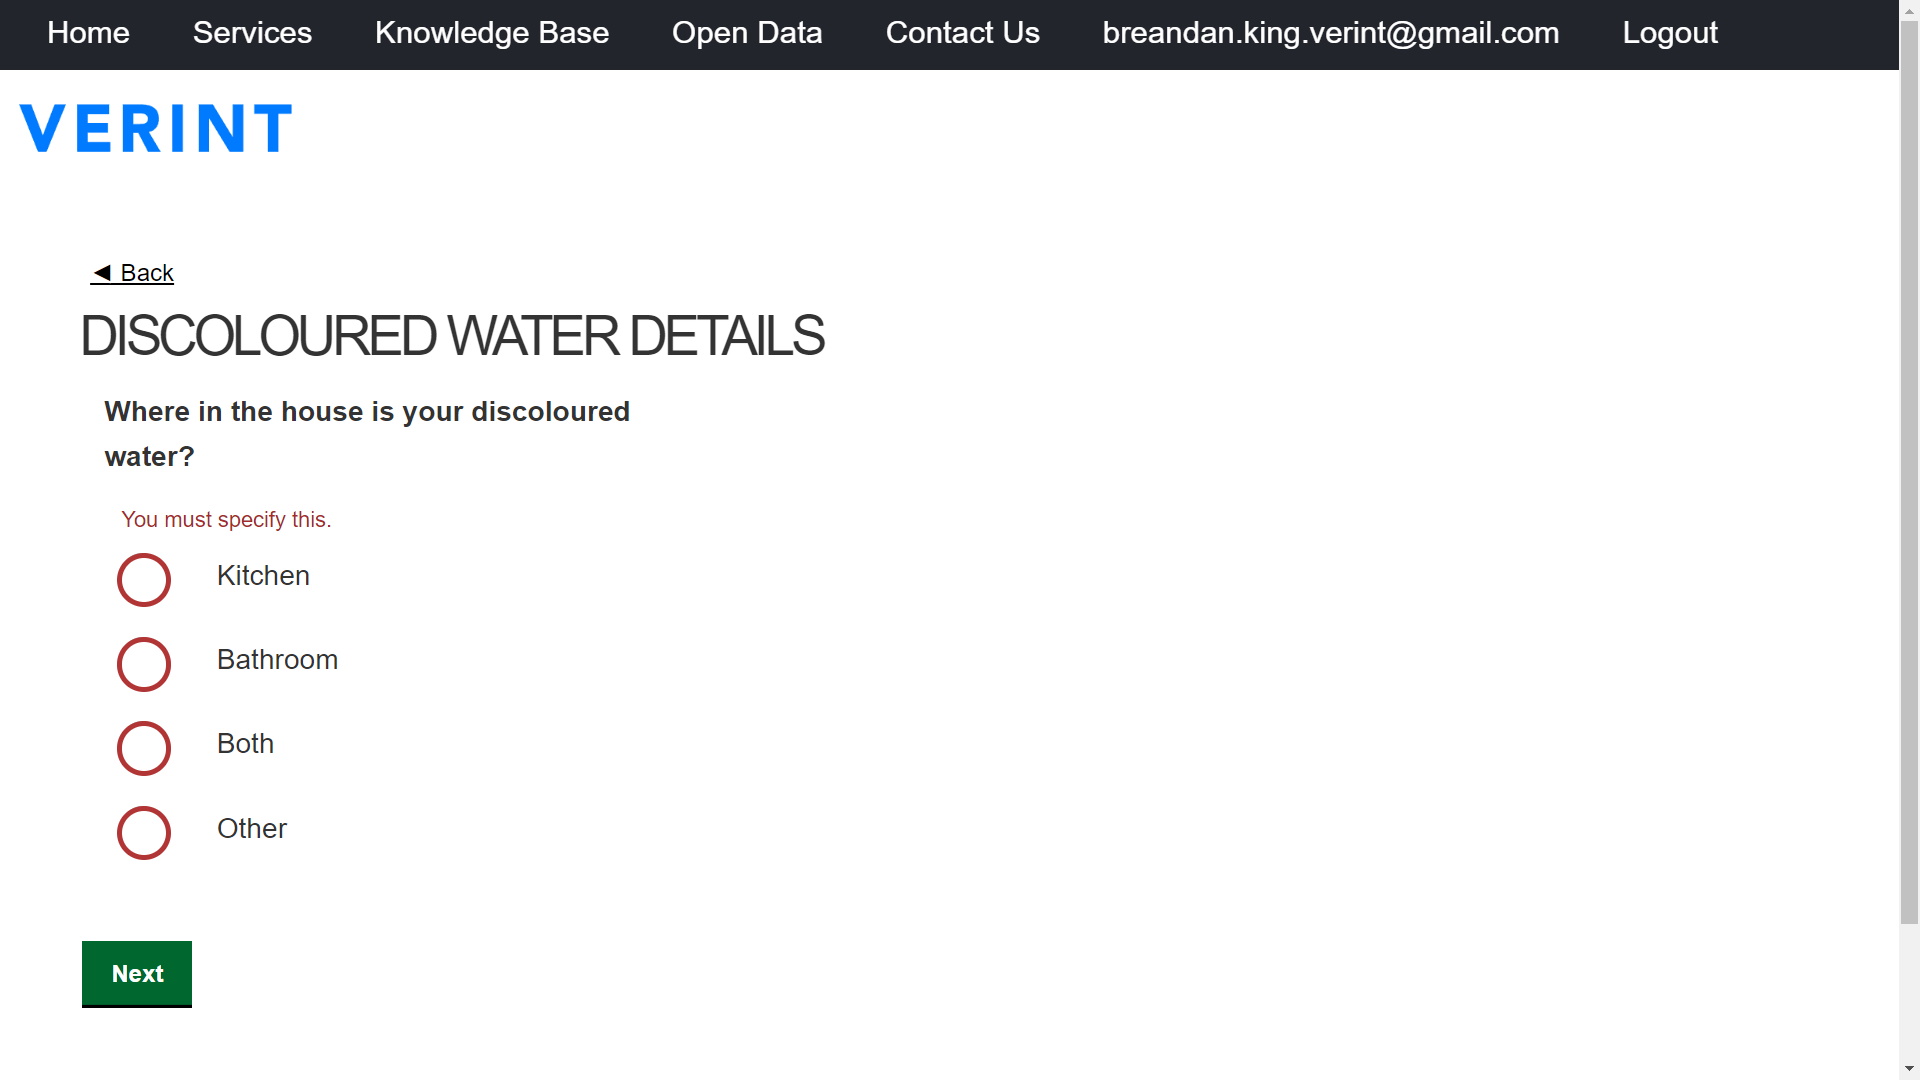 Home Services Knowledge Base Open Data Contact Us breandan.king.verint@gmail.com Logout
VERINT
◄ Back
DISCOLOURED WATER DETAILS
Where in the house is your discoloured
water?
You must specify this.
Kitchen
Bathroom
Both
Other
Next